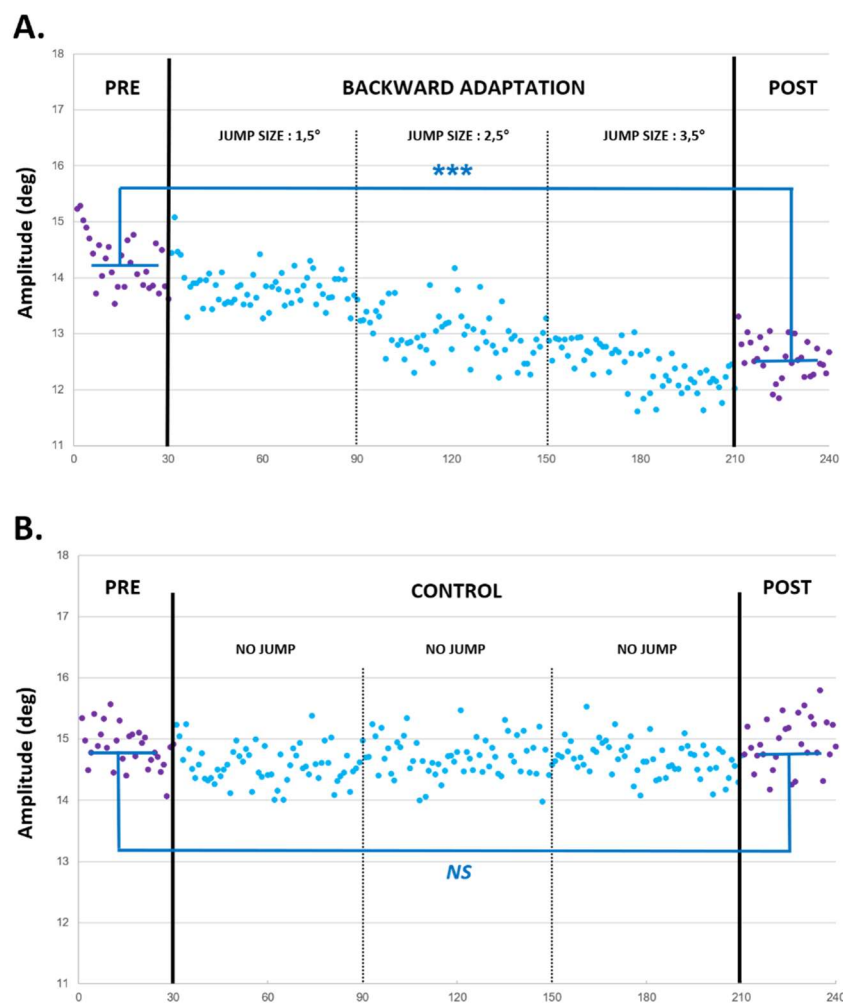 A.
18
PRE BACKWARD ADAPTATION POST
17
JUMP SIZE : 1,5° JUMP SIZE : 2,5° JUMP SIZE : 3,5°
16
***
15
14
13
12
11
Amplitude (deg)
0 30 60 90 120 150 180 210 240
B.
18
PRE CONTROL POST
17
NO JUMP NO JUMP NO JUMP
16
15
14
13
NS
12
11
Amplitude (deg)
0 30 60 90 120 150 180 210 240